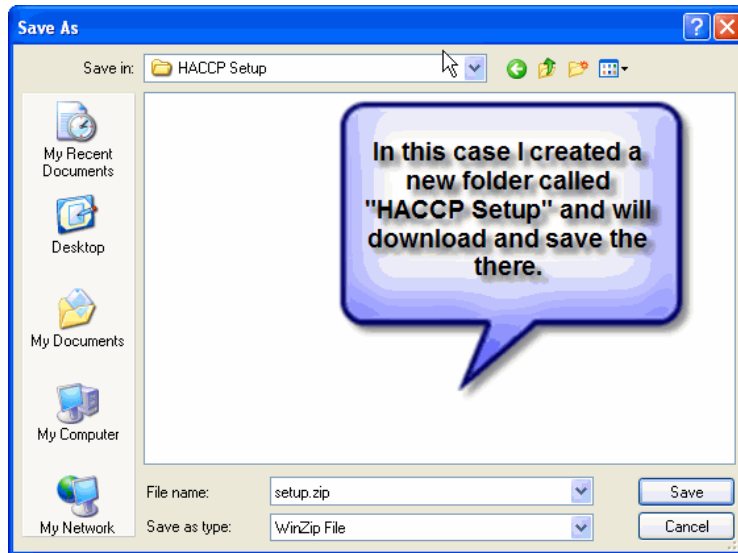 Save As
Save in:
HACCP Setup
My Recent
Documents
Desktop
My Documents
My Computer
My Network
In this case I created a
new folder called
"HACCP Setup" and will
download and save the
there.
File name:
setup.zip
Save
Save as type:
WinZip File
Cancel